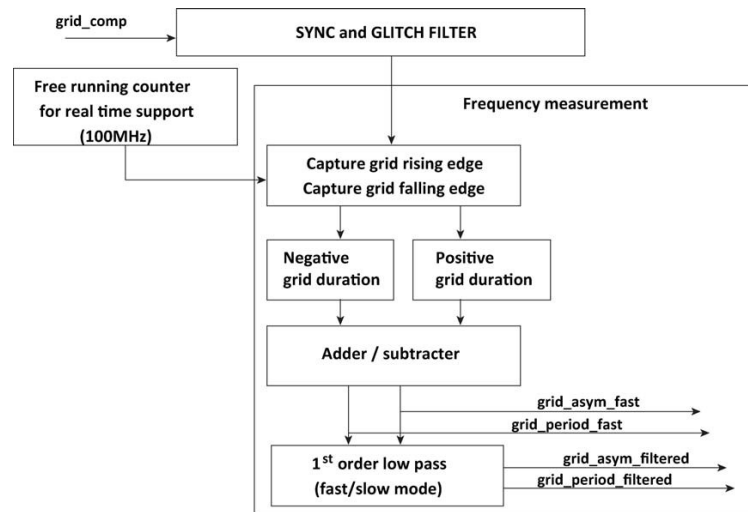 grid_comp
SYNC and GLITCH FILTER
Free running counter
for real time support
(100MHz)
Frequency measurement
Capture grid rising edge
Capture grid falling edge
Negative
grid duration
Positive
grid duration
Adder / subtracter
grid_asym_fast
grid_period_fast
1st order low pass
(fast/slow mode)
grid_asym_filtered
grid_period_filtered